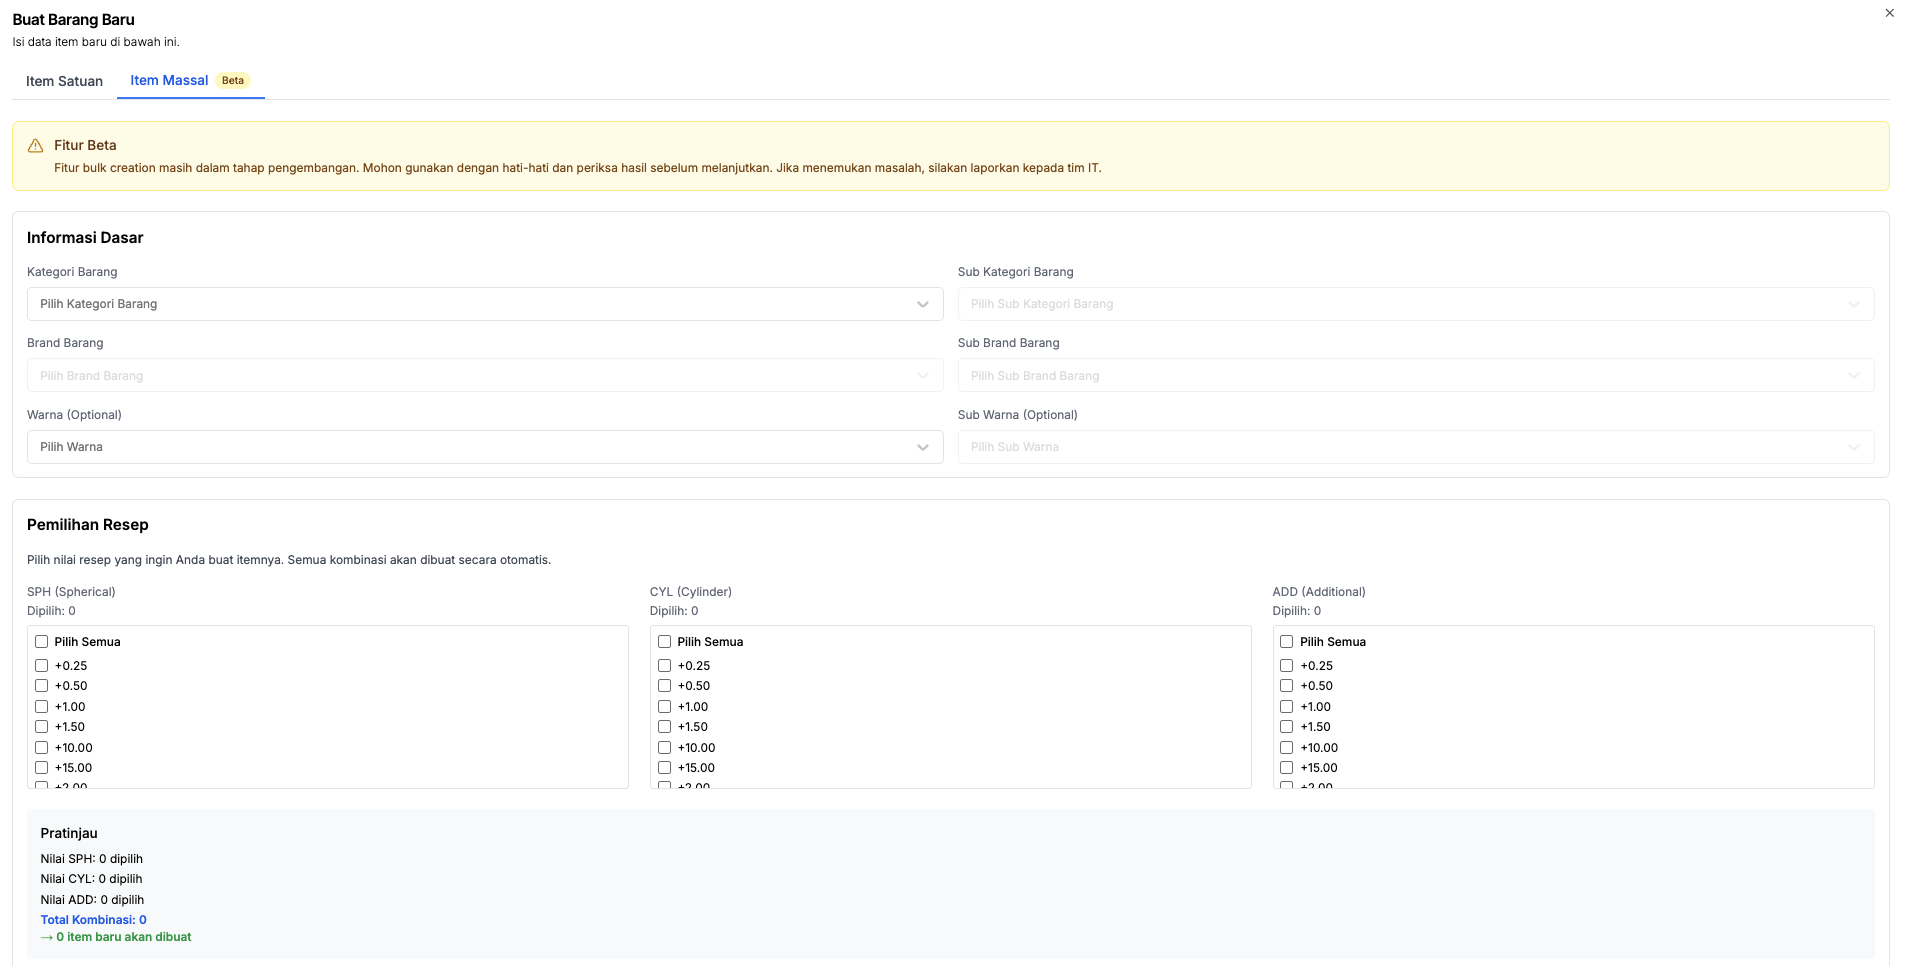 Buat Barang Baru
Isi data item baru di bawah ini.
Item Satuan
Item Massal Beta
Fitur Beta
Fitur bulk creation masih dalam tahap pengembangan. Mohon gunakan dengan hati-hati dan periksa hasil sebelum melanjutkan. Jika menemukan masalah, silakan laporkan kepada tim IT.
Informasi Dasar
Kategori Barang
Pilih Kategori Barang
Sub Kategori Barang
Pilih Sub Kategori Barang
Brand Barang
Pilih Brand Barang
Sub Brand Barang
Pilih Sub Brand Barang
Warna (Optional)
Pilih Warna
Sub Warna (Optional)
Pilih Sub Warna
Pemilihan Resep
Pilih nilai resep yang ingin Anda buat itemnya. Semua kombinasi akan dibuat secara otomatis.
SPH (Spherical)
Dipilih: 0
Pilih Semua
+0.25
+0.50
+1.00
+1.50
+10.00
+15.00
+2.00
CYL (Cylinder)
Dipilih: 0
Pilih Semua
+0.25
+0.50
+1.00
+1.50
+10.00
+15.00
+2.00
ADD (Additional)
Dipilih: 0
Pilih Semua
+0.25
+0.50
+1.00
+1.50
+10.00
+15.00
+2.00
Pratinjau
Nilai SPH: 0 dipilih
Nilai CYL: 0 dipilih
Nilai ADD: 0 dipilih
Total Kombinasi: 0
→ 0 item baru akan dibuat